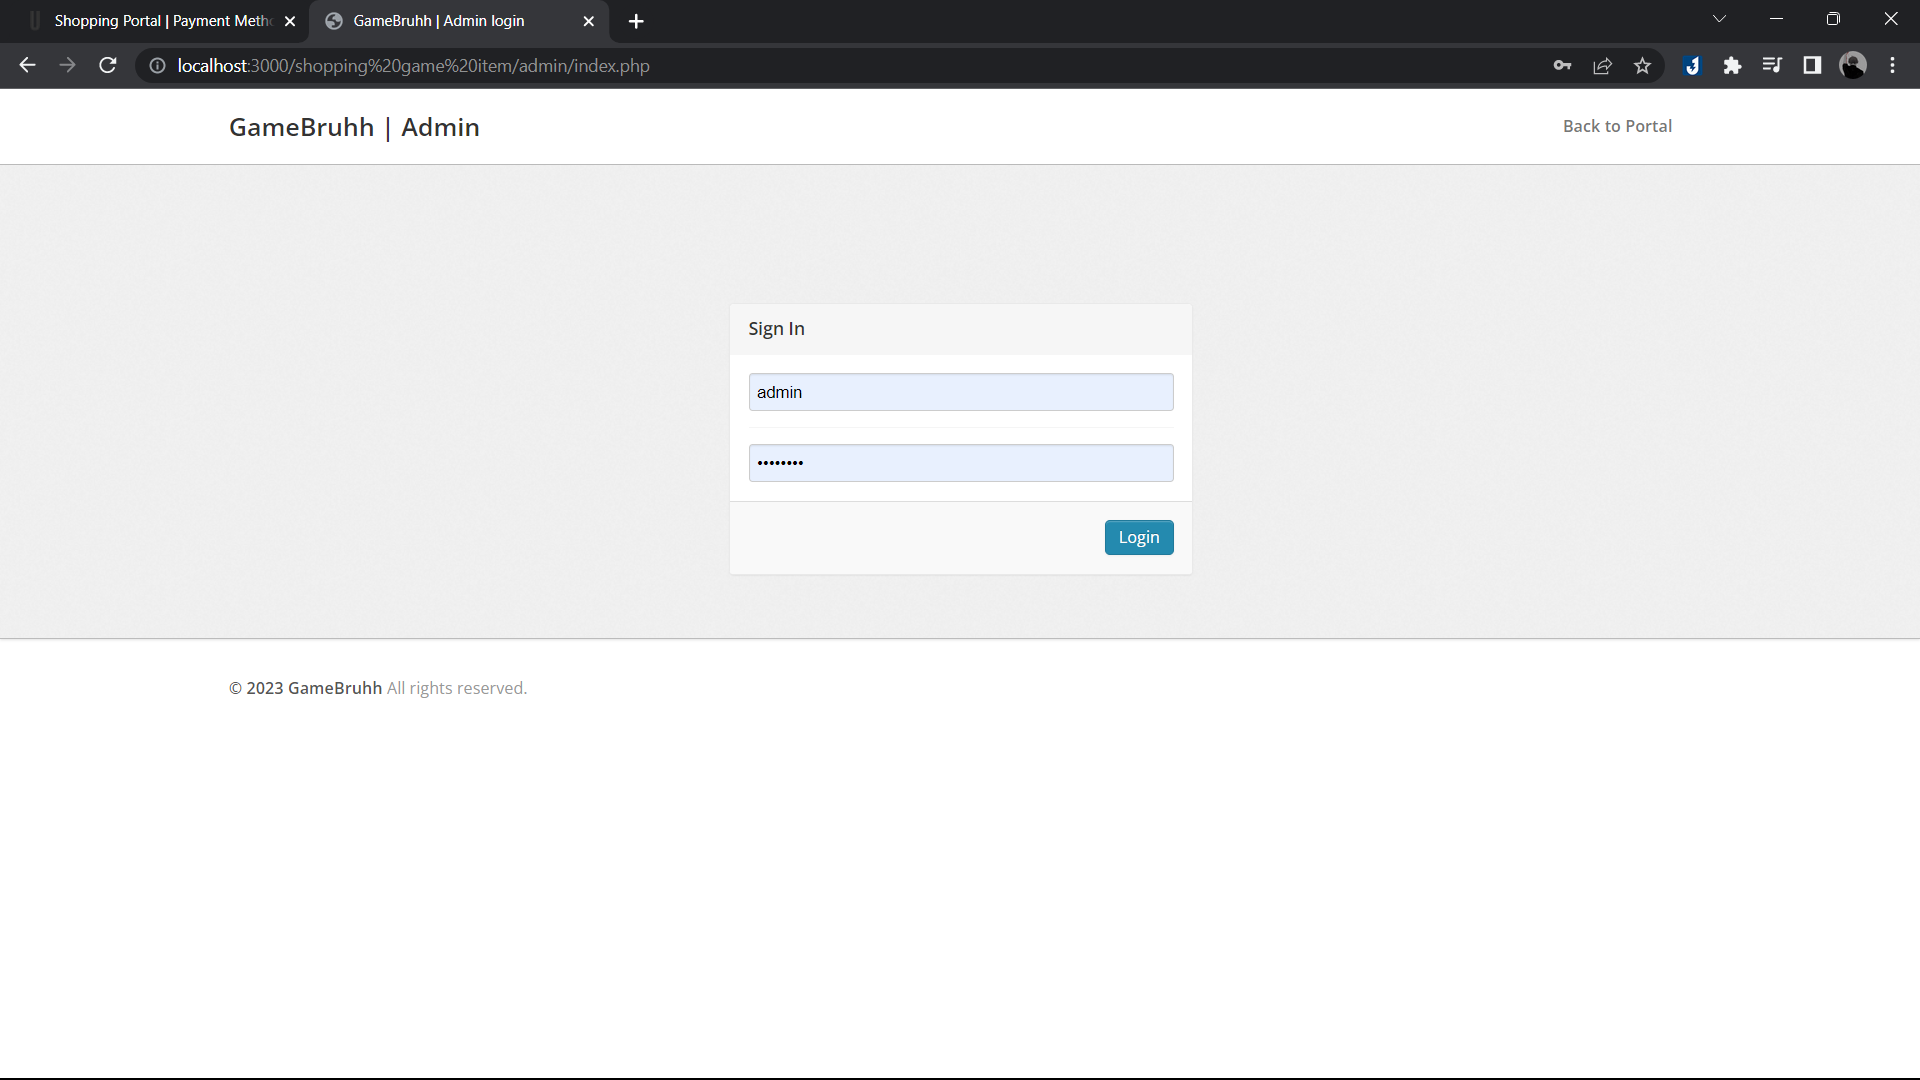 Shopping Portal | Payment Meth
GameBruhh | Admin login
localhost:3000/shopping%20game%20item/admin/index.php
GameBruhh | Admin
Back to Portal
Sign In
admin
••••••••
Login
© 2023 GameBruhh All rights reserved.